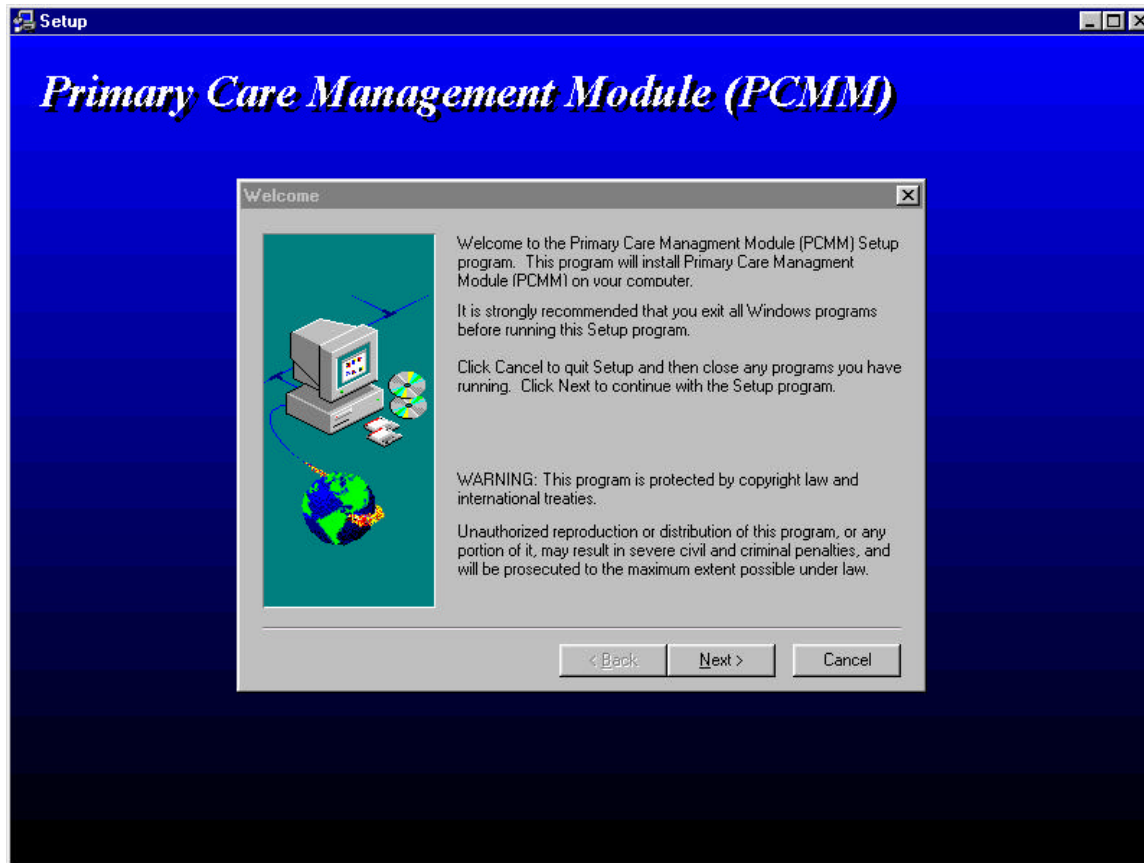 Setup
Primary Care Management Module (PCMM)
Welcome
Welcome to the Primary Care Managment Module (PCMM) Setup
program. This program will install Primary Care Managment
Module (PCMM) on your computer.
It is strongly recommended that you exit all Windows programs
before running this Setup program.
Click Cancel to quit Setup and then close any programs you have
running. Click Next to continue with the Setup program.
WARNING: This program is protected by copyright law and
international treaties.
Unauthorized reproduction or distribution of this program, or any
portion of it, may result in severe civil and criminal penalties, and
will be prosecuted to the maximum extent possible under law.
< Back Next > Cancel